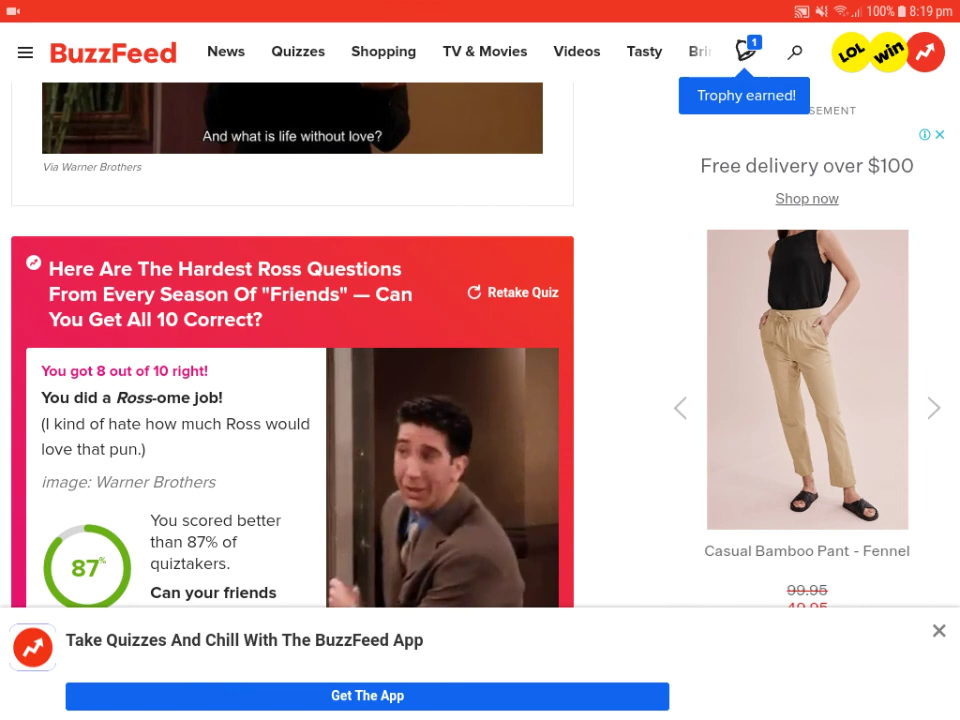 100% 8:19 pm
BuzzFeed
News Quizzes Shopping TV & Movies Videos Tasty Bri
1
LOL win
Trophy earned!
SEMENT
And what is life without love?
Via Warner Brothers
Free delivery over $100
Shop now
Here Are The Hardest Ross Questions
From Every Season Of "Friends" — Can
You Get All 10 Correct?
Retake Quiz
You got 8 out of 10 right!
You did a Ross-ome job!
(I kind of hate how much Ross would
love that pun.)
image: Warner Brothers
87%
You scored better
than 87% of
quiztakers.
Can your friends
Casual Bamboo Pant - Fennel
99.95
49.95
Take Quizzes And Chill With The BuzzFeed App
Get The App